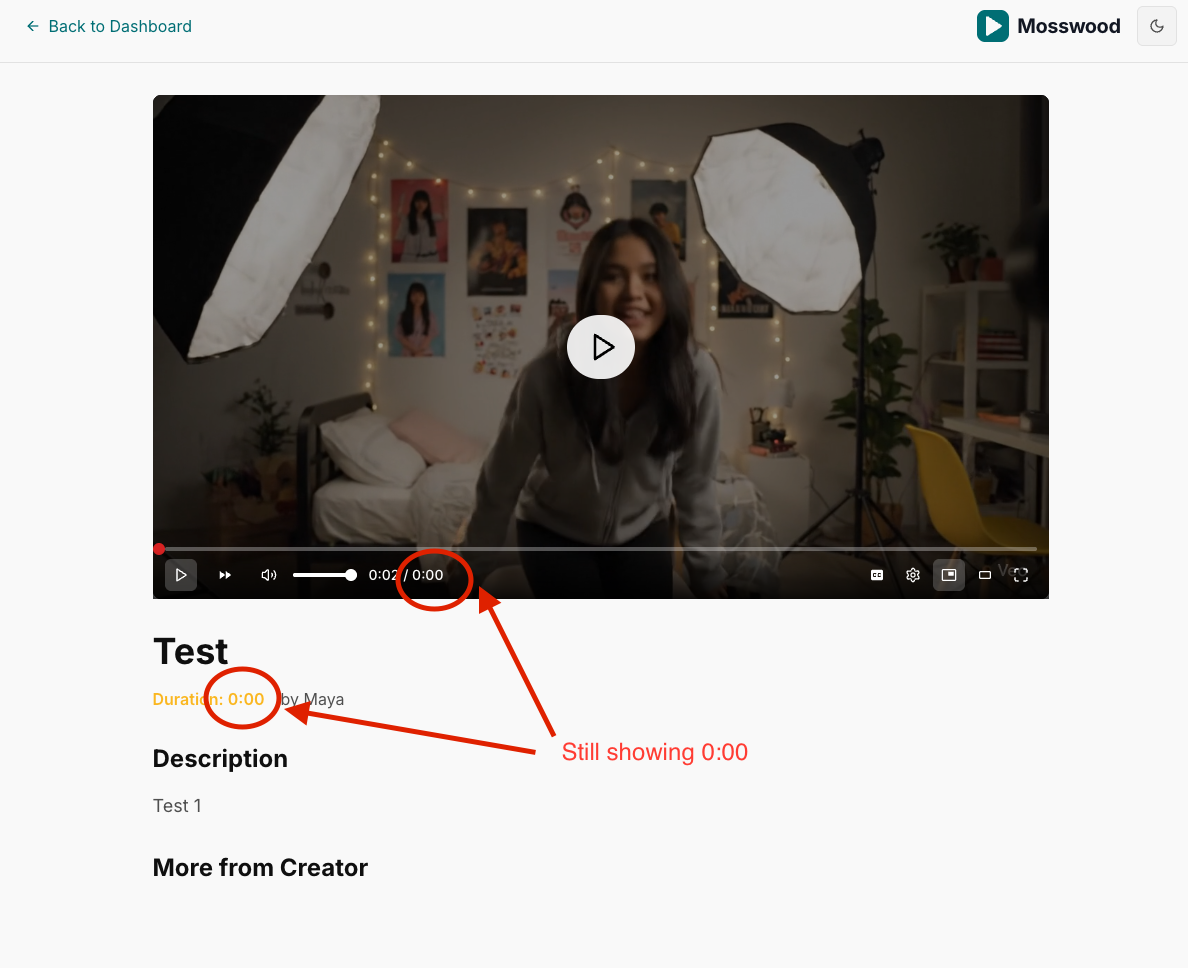 Back to Dashboard
Mosswood
0:02 / 0:00
CC
Test
Duration: 0:00 by Maya
Still showing 0:00
Description
Test 1
More from Creator